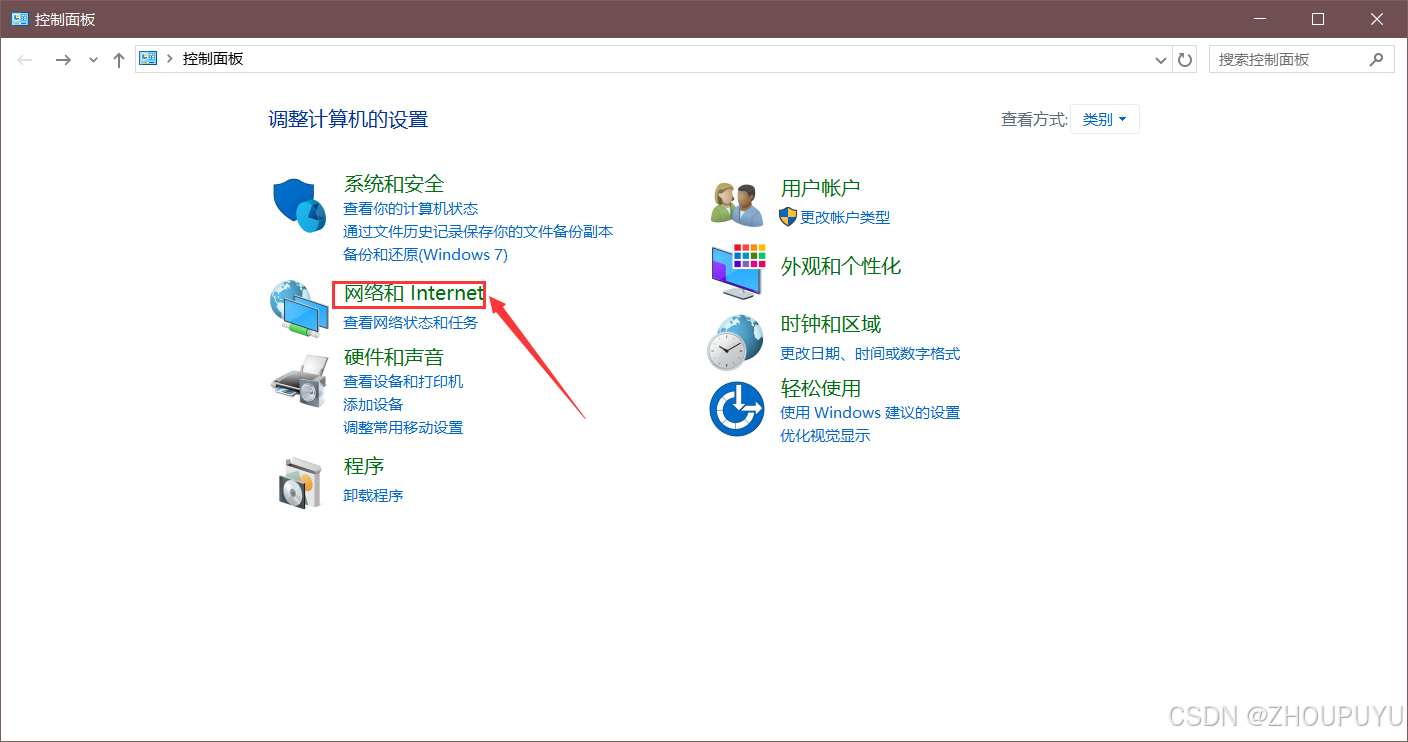 控制面板
控制面板
搜索控制面板
调整计算机的设置
查看方式: 类别
系统和安全
查看你的计算机状态
通过文件历史记录保存你的文件备份副本
备份和还原(Windows 7)
网络和 Internet
查看网络状态和任务
硬件和声音
查看设备和打印机
添加设备
调整常用移动设置
程序
卸载程序
用户帐户
更改帐户类型
外观和个性化
时钟和区域
更改日期、时间或数字格式
轻松使用
使用 Windows 建议的设置
优化视觉显示
CSDN @ZHOUPUYU